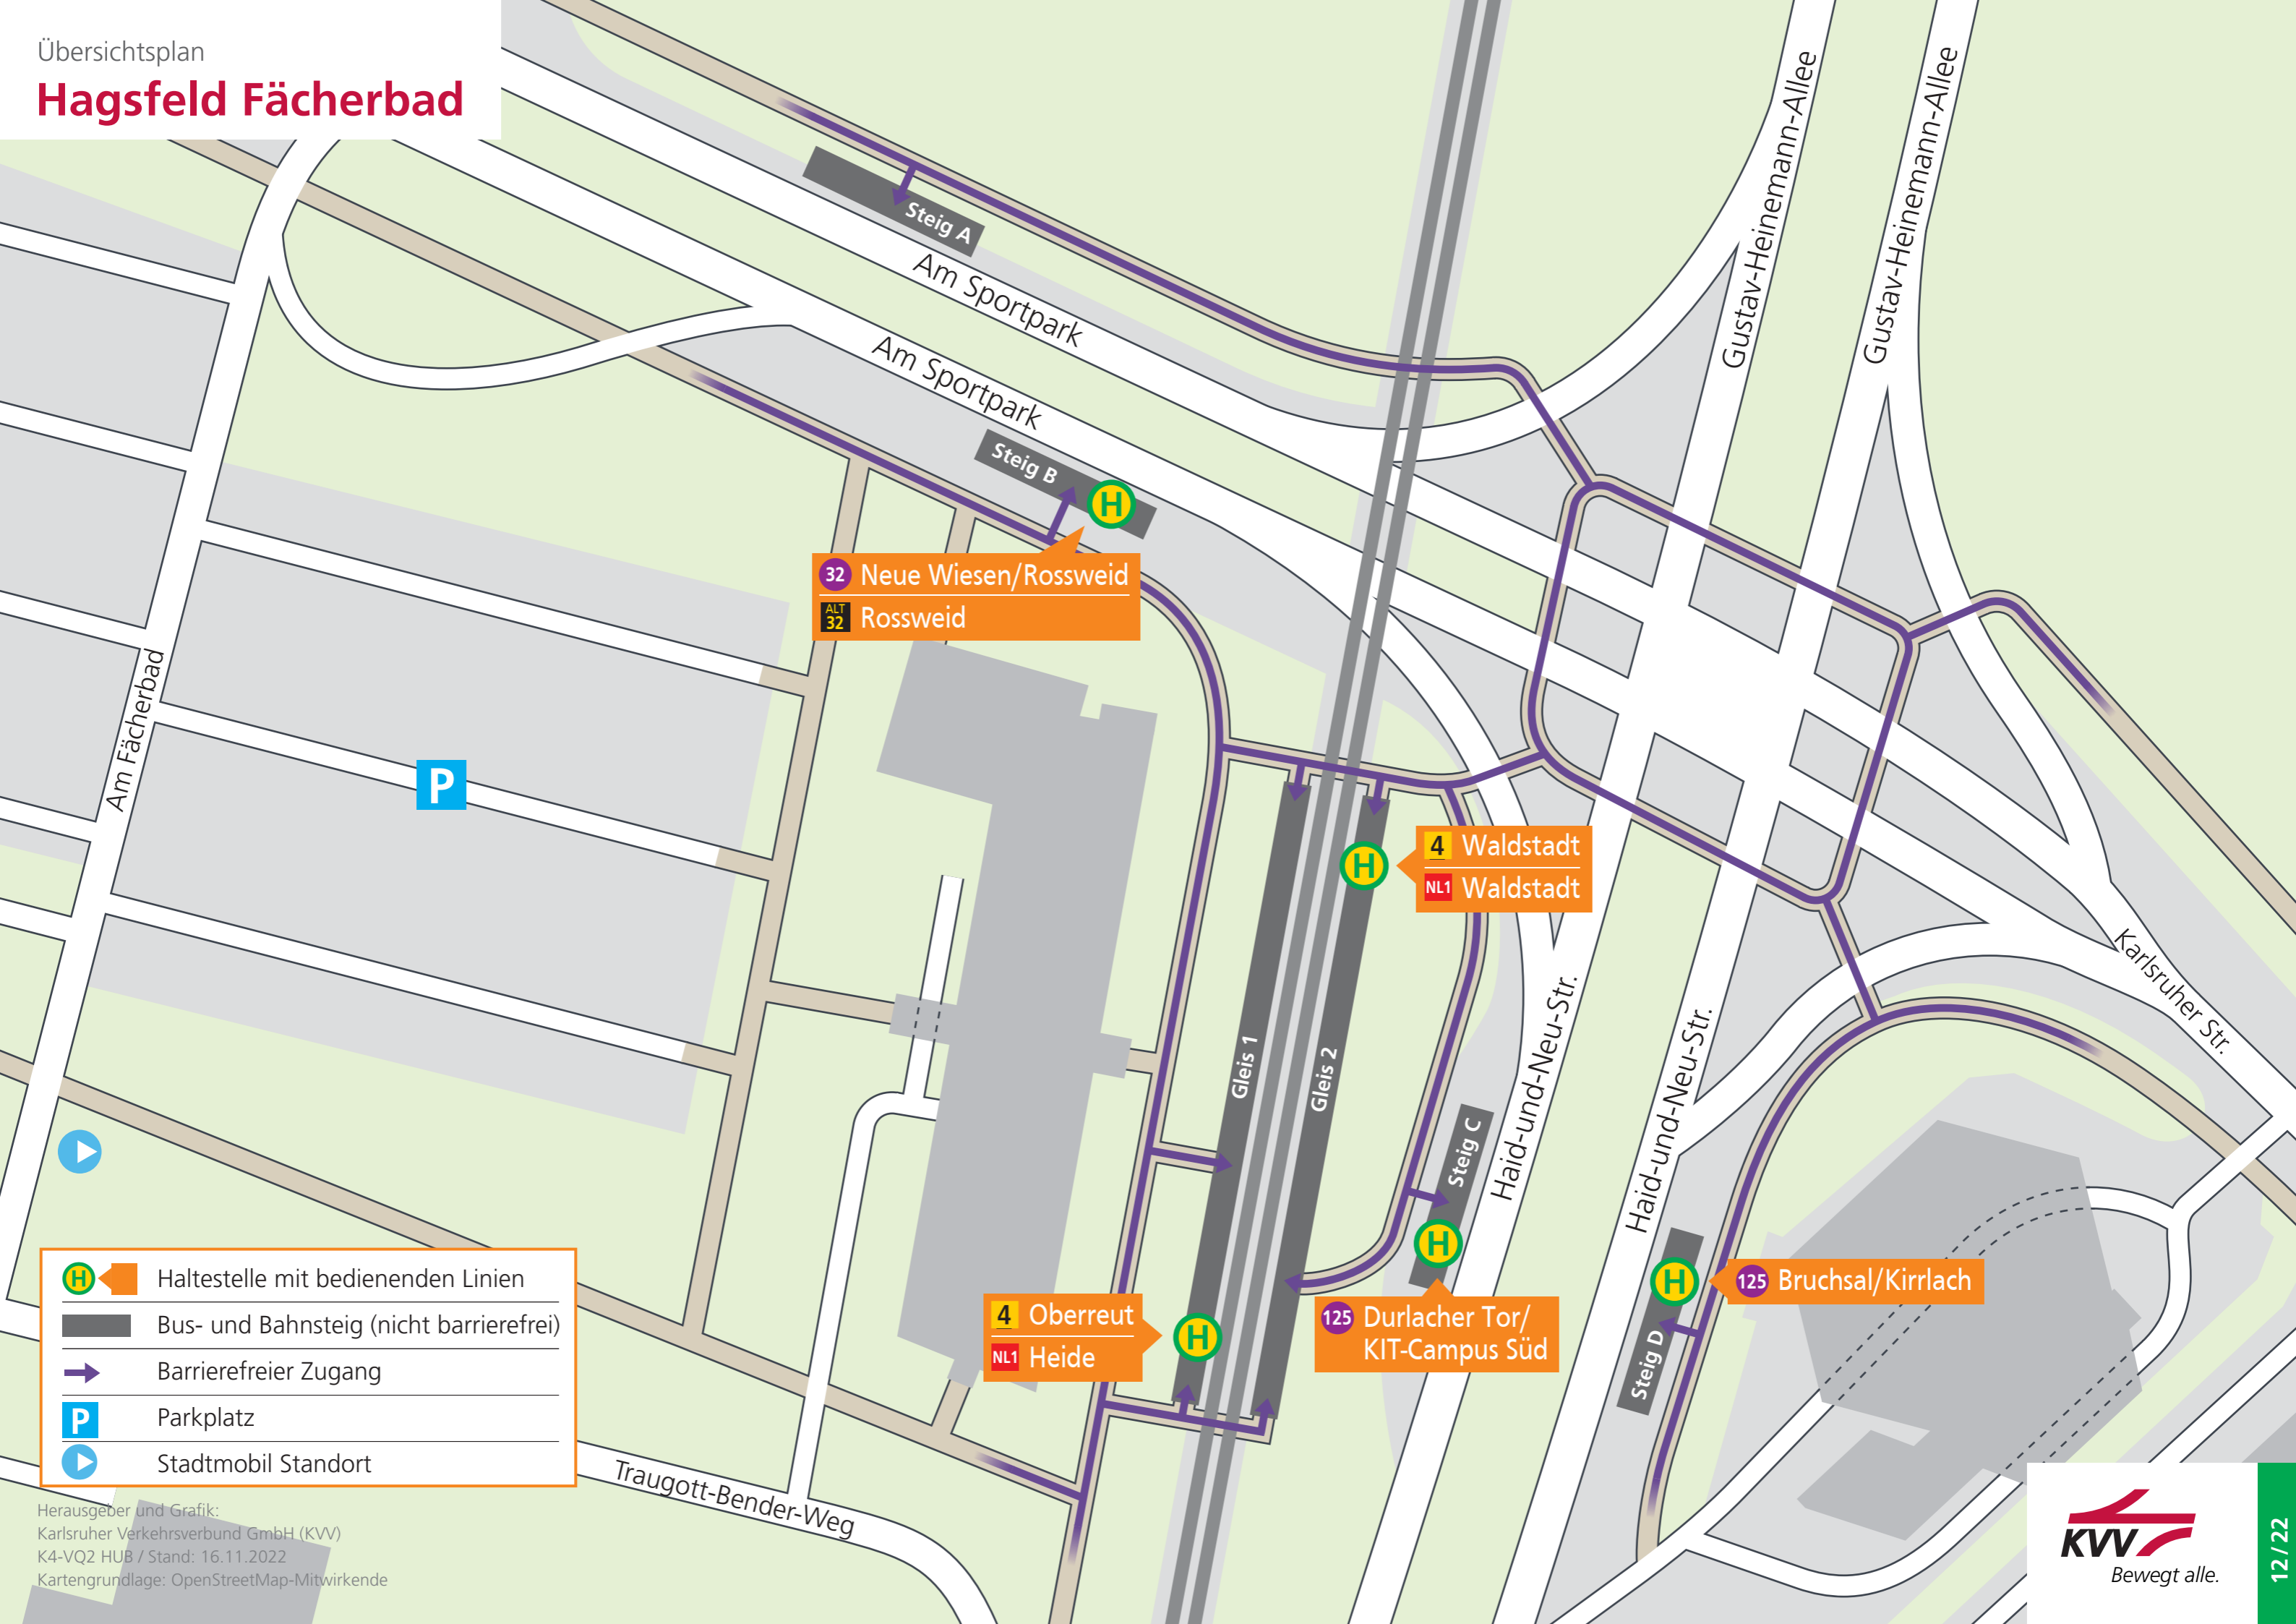 Übersichtsplan
Hagsfeld Fächerbad
Steig A
Am Sportpark
Am Sportpark
Gustav-Heinemann-Allee
Gustav-Heinemann-Allee
Steig B
H
32 Neue Wiesen/Rossweid
ALT
32 Rossweid
Am Fächerbad
P
H
4 Waldstadt
NL1 Waldstadt
Karlsruher Str.
Gleis 1
Gleis 2
Steig C
H
Haid-und-Neu-Str.
Haid-und-Neu-Str.
125 Durlacher Tor/
KIT-Campus Süd
H
125 Bruchsal/Kirrlach
Steig D
4 Oberreut
NL1 Heide
H
H Haltestelle mit bedienenden Linien
Bus- und Bahnsteig (nicht barrierefrei)
Barrierefreier Zugang
P Parkplatz
Stadtmobil Standort
Traugott-Bender-Weg
Herausgeber und Grafik:
Karlsruher Verkehrsverbund GmbH (KVV)
K4-VQ2 HUB / Stand: 16.11.2022
Kartengrundlage: OpenStreetMap-Mitwirkende
KVV
Bewegt alle.
12 / 22